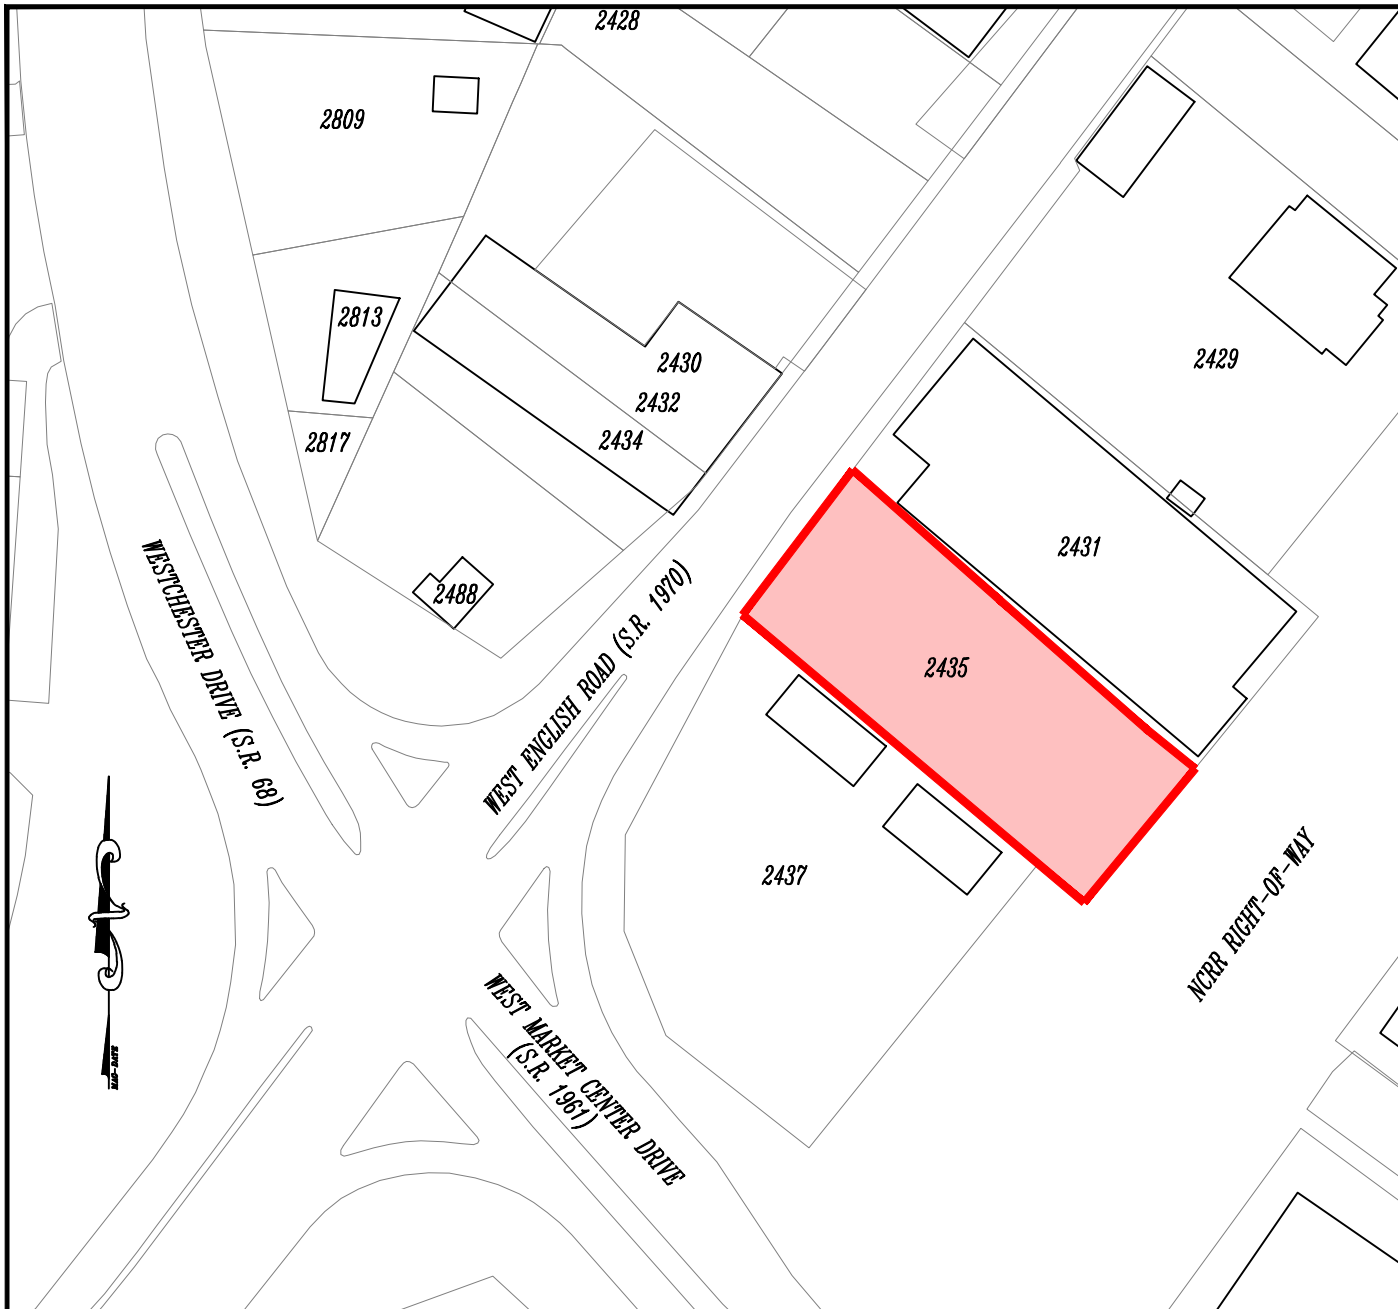 2428
2809
2813
2430
2429
2432
2434
2817
2431
2488
2435
WESTCHESTER DRIVE (S.R. 68)
WEST ENGLISH ROAD (S.R. 1970)
2437
NCRR RIGHT-OF-WAY
WEST MARKET CENTER DRIVE
(S.R. 1961)